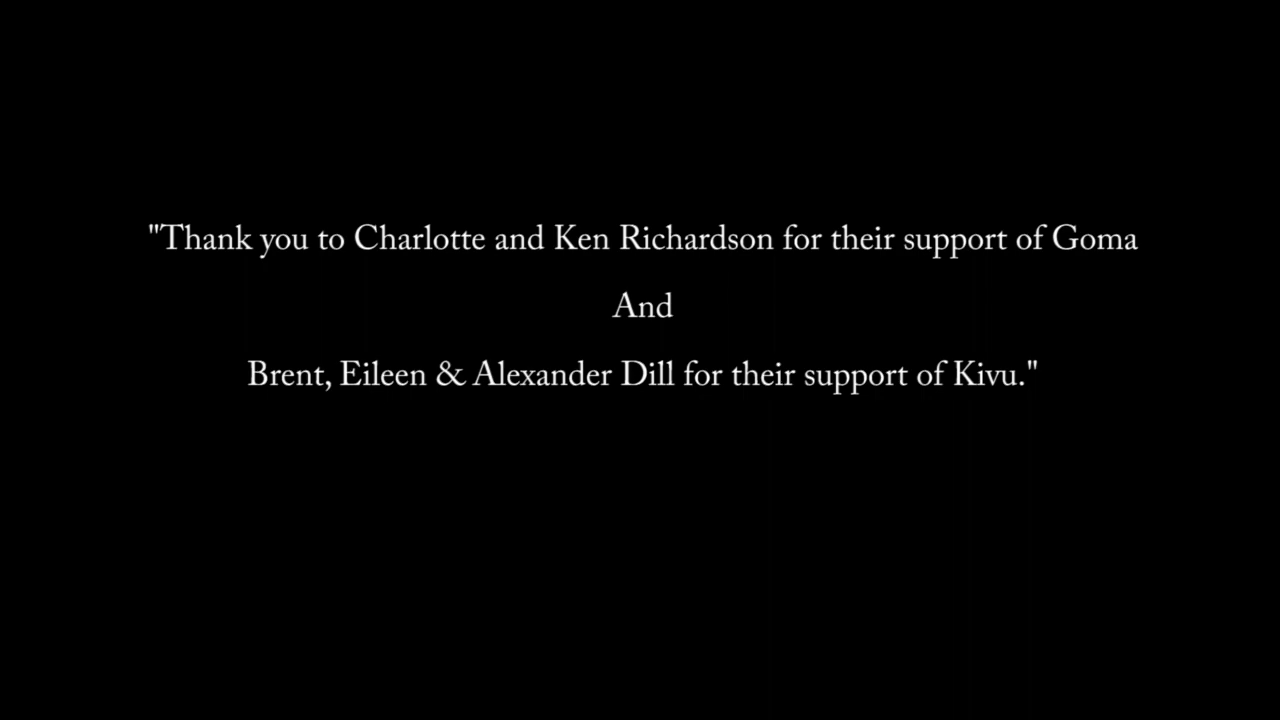 "Thank you to Charlotte and Ken Richardson for their support of Goma
And
Brent, Eileen & Alexander Dill for their support of Kivu."